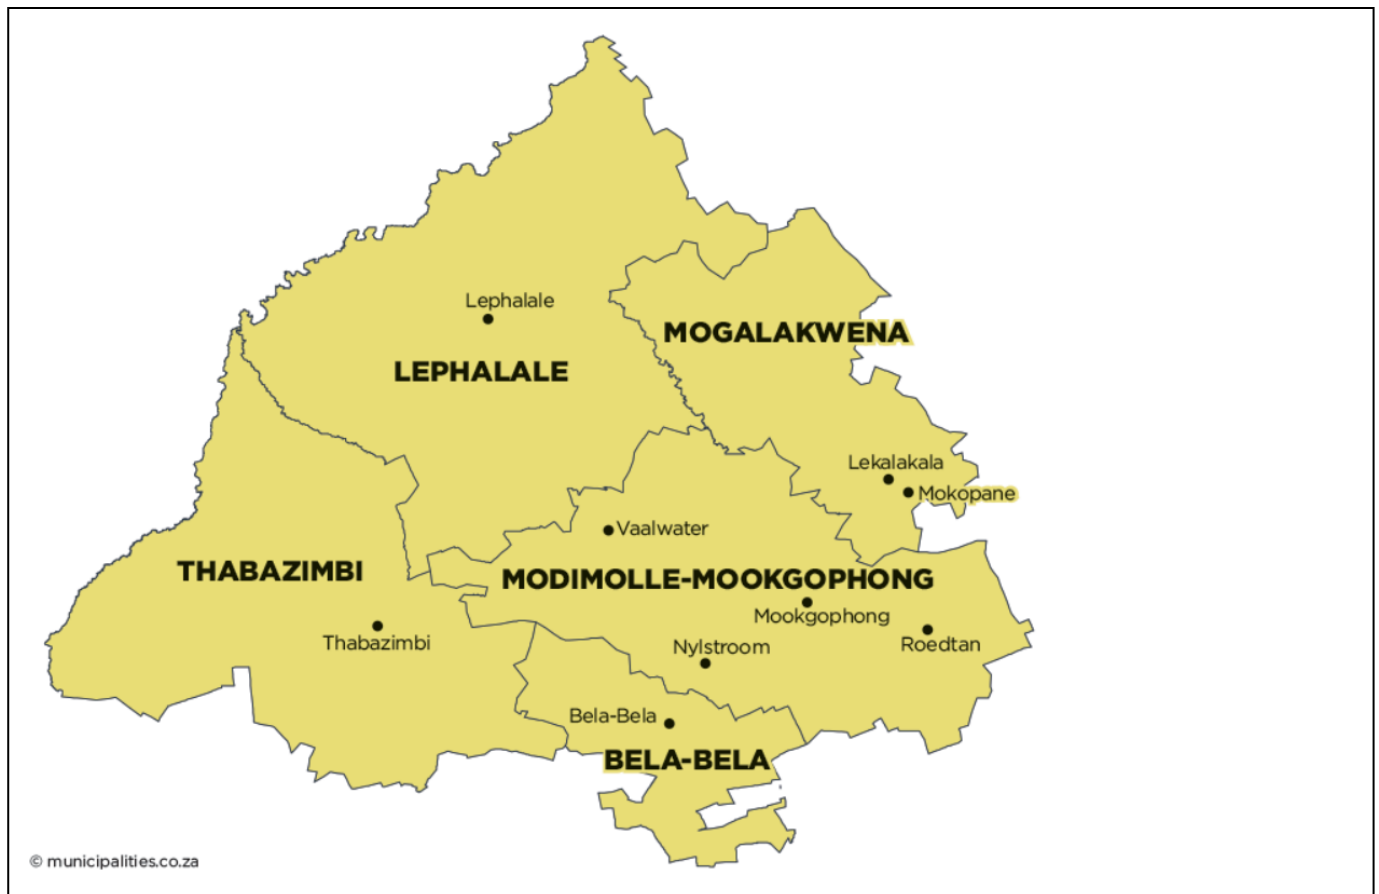 Lephalale
MOGALAKWENA
LEPHALALE
Lekalakala
Mokopane
Vaalwater
THABAZIMBI
MODIMOLLE-MOOKGOPHONG
Mookgophong
Thabazimbi
Roedtan
Nylstroom
Bela-Bela
BELA-BELA
© municipalities.co.za